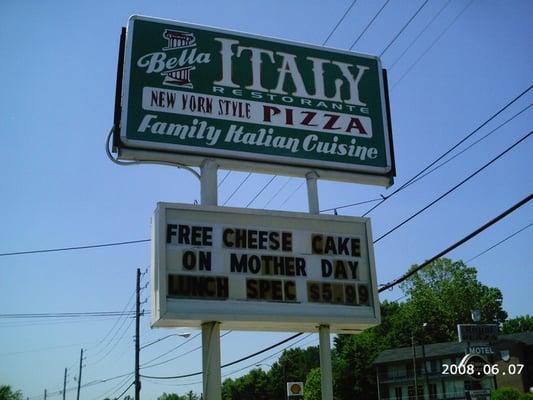 Bella
ITALY
RESTORANTE
NEW YORK STYLE PIZZA
Family Italian Cuisine
FREE CHEESE CAKE
ON MOTHER DAY
LUNCH SPEC $5.99
MOTEL
2008.06.07